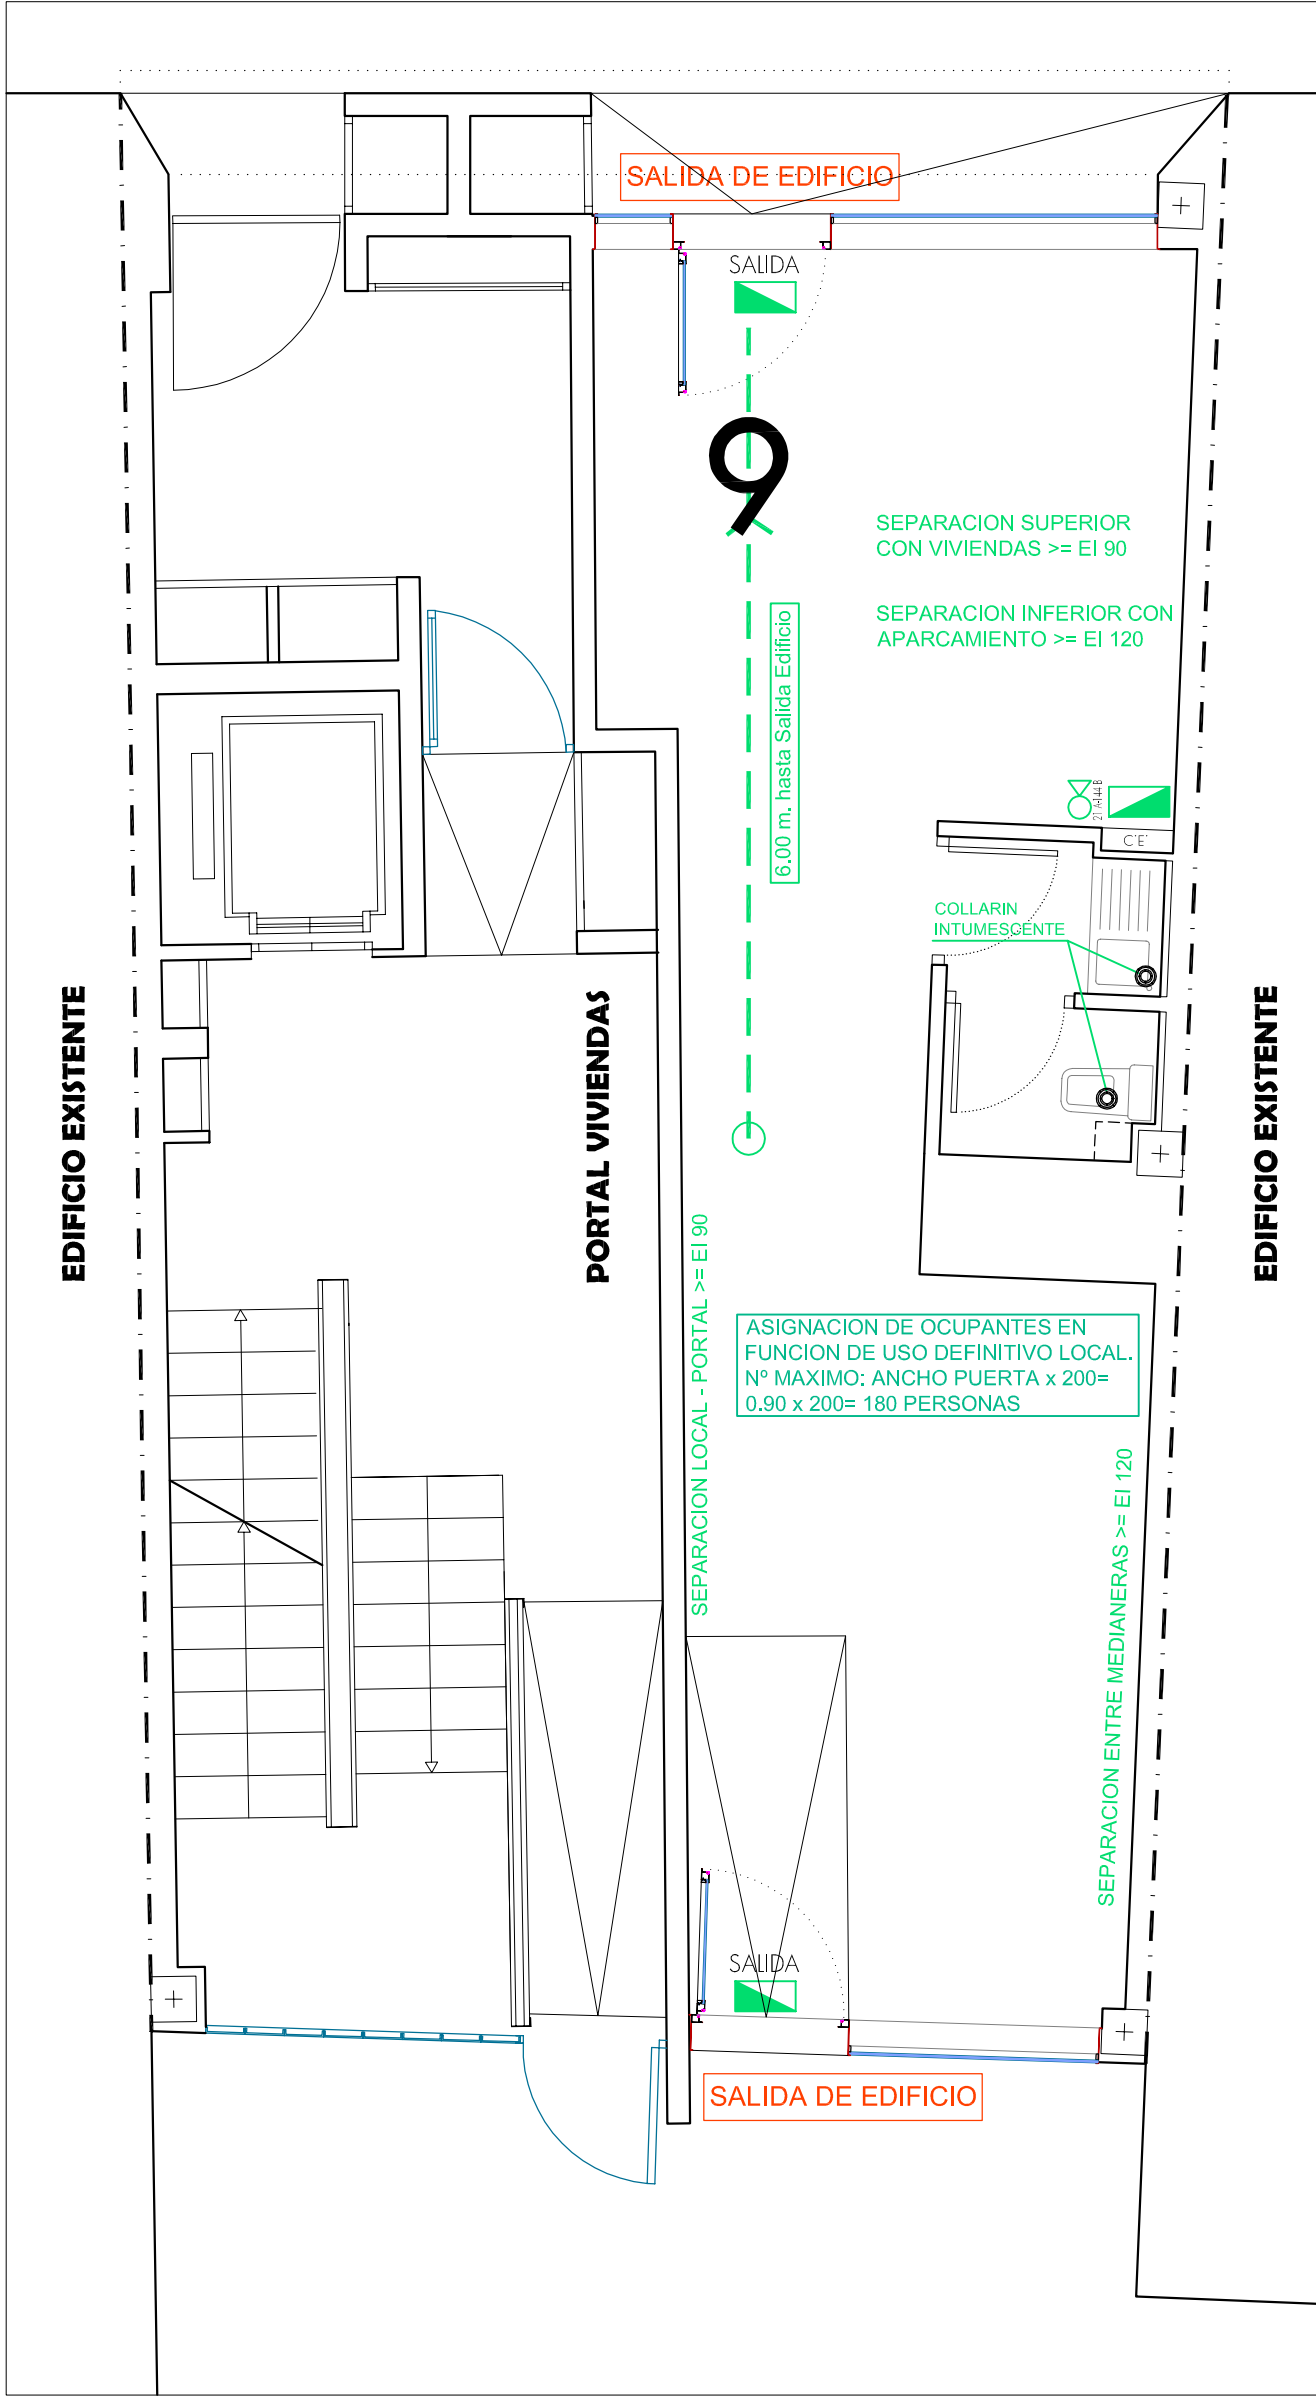 SALIDA DE EDIFICIO
SALIDA
9
SEPARACION SUPERIOR
CON VIVIENDAS >= EI 90
SEPARACION INFERIOR CON
APARCAMIENTO >= EI 120
6.00 m. hasta Salida Edificio
21 A-144 B
C'E'
COLLARIN
INTUMESCENTE
EDIFICIO EXISTENTE
PORTAL VIVIENDAS
EDIFICIO EXISTENTE
SEPARACION LOCAL - PORTAL >= EI 90
ASIGNACION DE OCUPANTES EN
FUNCION DE USO DEFINITIVO LOCAL.
Nº MAXIMO: ANCHO PUERTA x 200=
0.90 x 200= 180 PERSONAS
SEPARACION ENTRE MEDIANERAS >= EI 120
SALIDA
SALIDA DE EDIFICIO